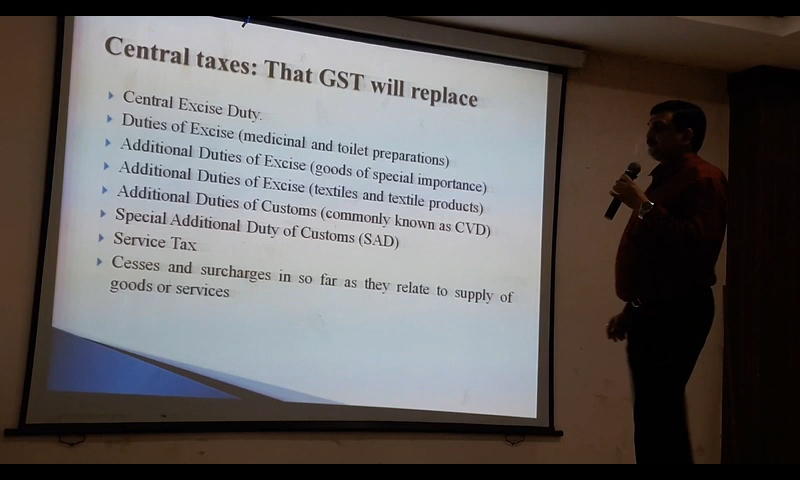 Central taxes: That GST will replace
Central Excise Duty.
Duties of Excise (medicinal and toilet preparations)
Additional Duties of Excise (goods of special importance)
Additional Duties of Excise (textiles and textile products)
Additional Duties of Customs (commonly known as CVD)
Special Additional Duty of Customs (SAD)
Service Tax
Cesses and surcharges in so far as they relate to supply of
goods or services